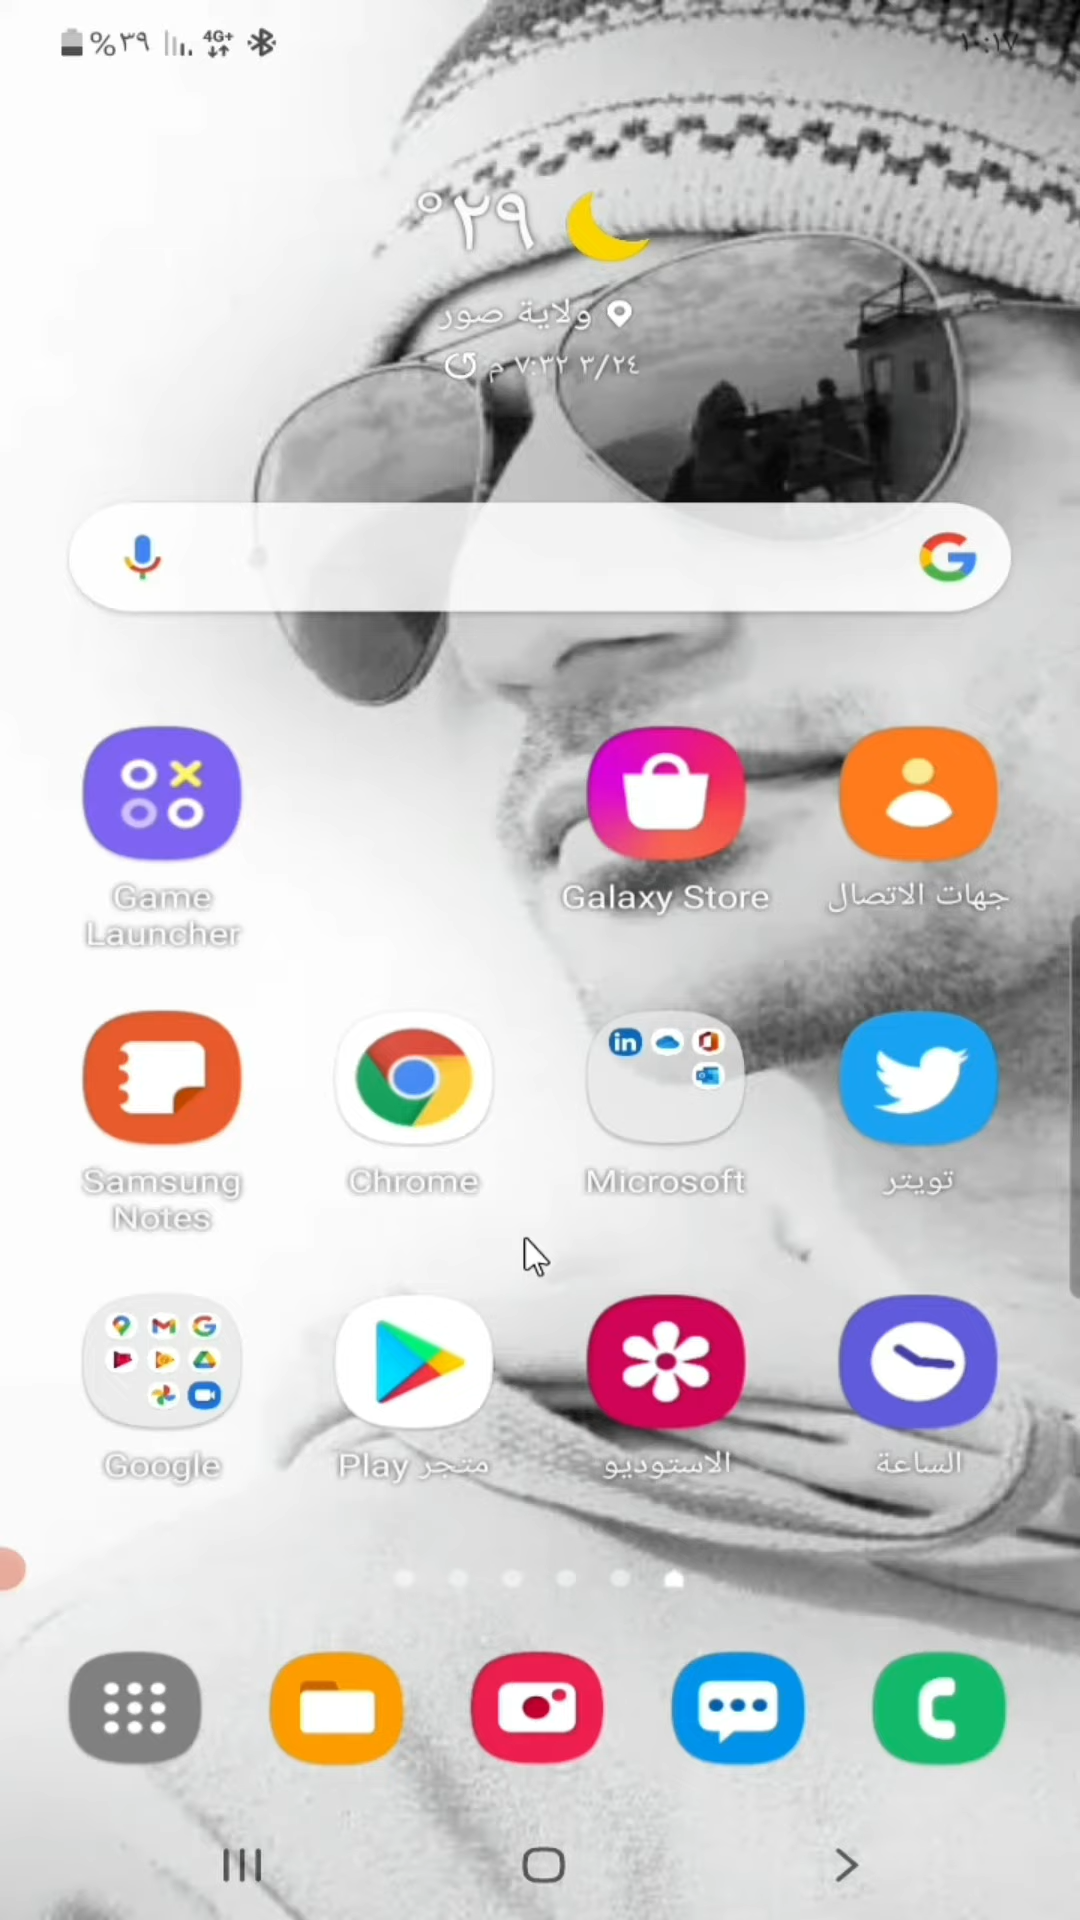 %٣٩ 4G+ ١٠:١٧
٢٩°
ولاية صور
٣/٢٤ ٧:٣٢ م
Game Launcher
Galaxy Store
جهات الاتصال
Samsung Notes
Chrome
Microsoft
تويتر
Google
متجر Play
الاستوديو
الساعة